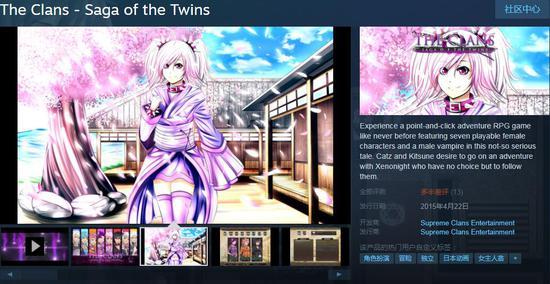 The Clans - Saga of the Twins
社区中心
THE CLANS
SAGA OF THE TWINS
Experience a point-and-click adventure RPG game
like never before featuring seven playable female
characters and a male vampire in this not-so serious
tale. Catz and Kitsune desire to go on an adventure
with Xenonight who have no choice but to follow
them.
全部评测: 多半差评 (13)
发行日期: 2015年4月22日
开发商: Supreme Clans Entertainment
发行商: Supreme Clans Entertainment
该产品的热门用户自定义标签:
角色扮演 冒险 独立 日本动画 女主人翁 +